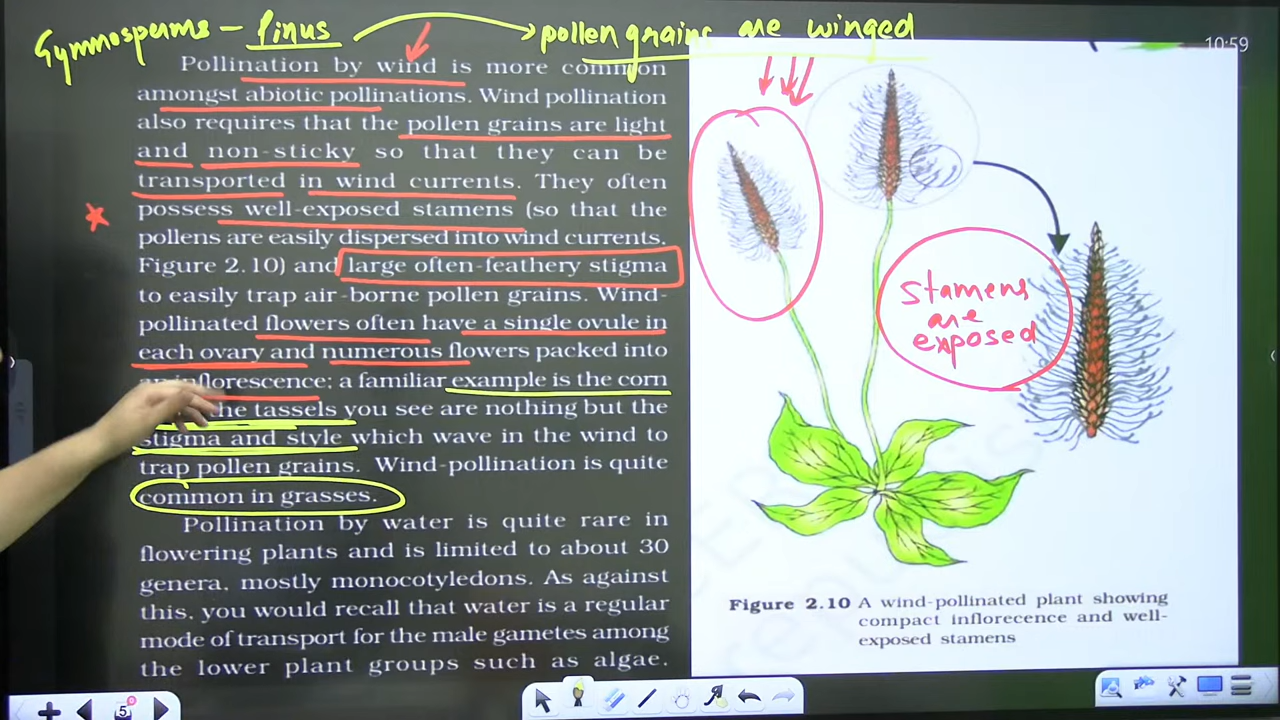 Gymmosperms - Pinus → pollen grains are winged
10:59
Pollination by wind is more common
amongst abiotic pollinations. Wind pollination
also requires that the pollen grains are light
and non-sticky so that they can be
transported in wind currents. They often
possess well-exposed stamens (so that the
pollens are easily dispersed into wind currents.
Figure 2.10) and large often-feathery stigma
to easily trap air-borne pollen grains. Wind-
pollinated flowers often have a single ovule in
each ovary and numerous flowers packed into
an inflorescence; a familiar example is the corn
the tassels you see are nothing but the
stigma and style which wave in the wind to
trap pollen grains. Wind-pollination is quite
common in grasses.
Pollination by water is quite rare in
flowering plants and is limited to about 30
genera, mostly monocotyledons. As against
this, you would recall that water is a regular
mode of transport for the male gametes among
the lower plant groups such as algae.
Stamens
are
exposed
Figure 2.10 A wind-pollinated plant showing
compact inflorecence and well-
exposed stamens
5